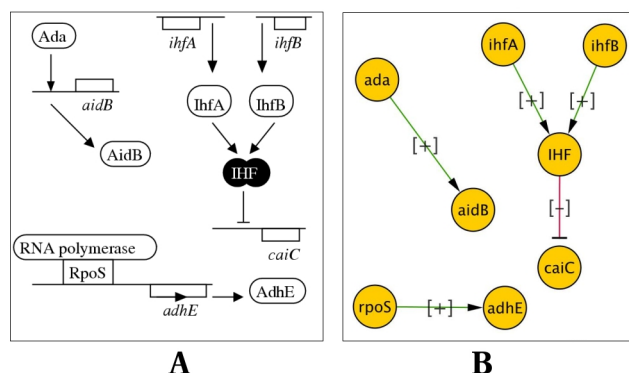 Ada
aidB
AidB
ihfA
ihfB
IhfA
IhfB
IHF
caiC
RNA polymerase
RpoS
adhE
AdhE
A
ihfA
ihfB
ada
[+]
[+]
[+]
IHF
aidB
[-]
caiC
rpoS
[+]
adhE
B